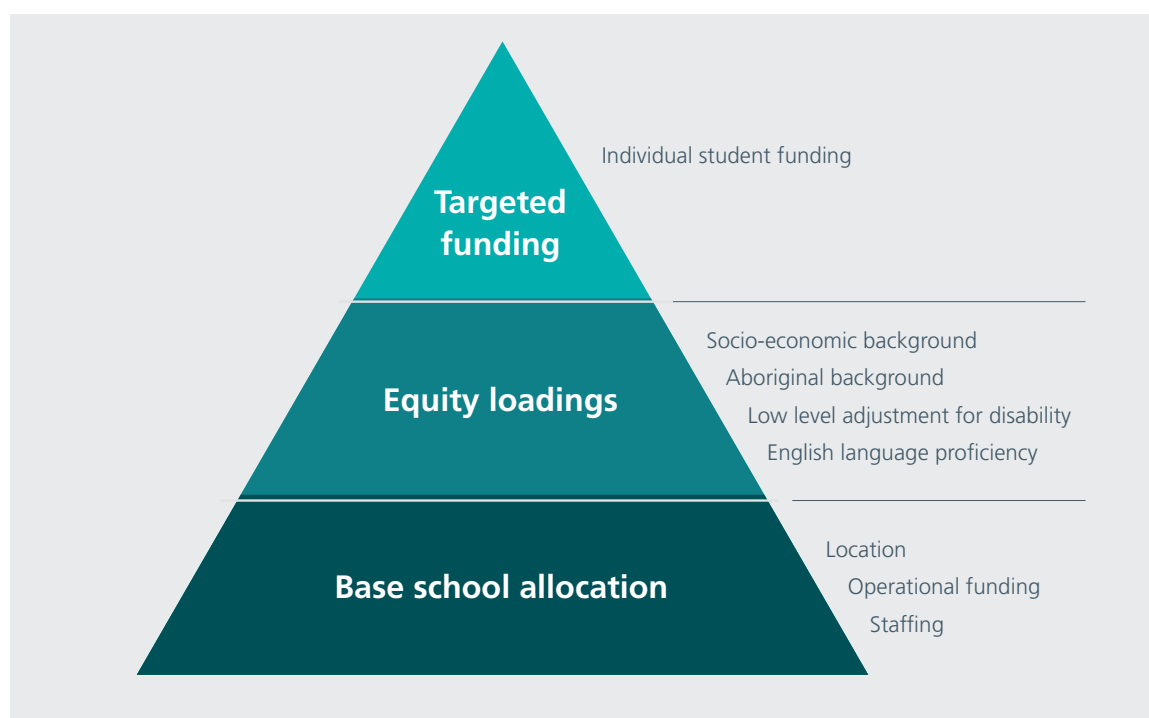 Individual student funding
Targeted
funding
Socio-economic background
Aboriginal background
Equity loadings
Low level adjustment for disability
English language proficiency
Location
Base school allocation
Operational funding
Staffing